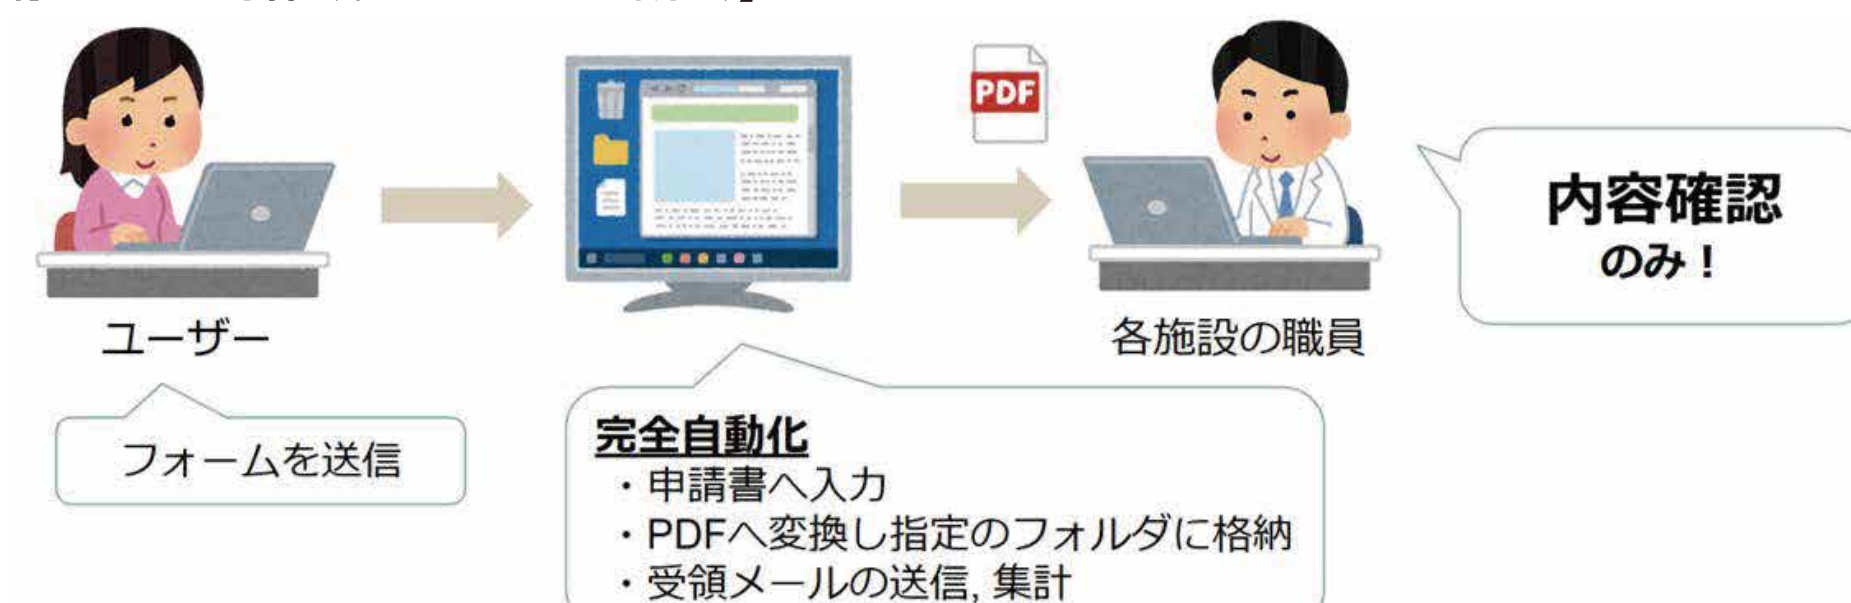 PDF
内容確認
のみ！
ユーザー
各施設の職員
フォームを送信
完全自動化
・申請書へ入力
・PDFへ変換し指定のフォルダに格納
・受領メールの送信, 集計